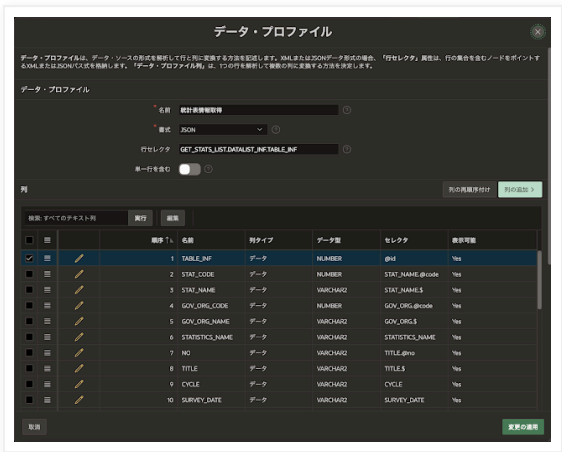 データ・プロファイル
データ・プロファイルは、データ・ソースの形式を解析して行と列に変換する方法を記述します。XMLまたはJSONデータ形式の場合、「行セレクタ」属性は、行の集合を含むノードをポイントす
るXMLまたはJSONパス式を格納します。「データ・プロファイル列」は、1つの行を解析して複数の列に変換する方法を決定します。
データ・プロファイル
* 名前 統計表情報取得
* 書式 JSON
行セレクタ GET_STATS_LIST.DATALIST_INF.TABLE_INF
単一行を含む
列 列の再順序付け 列の追加 >
検索: すべてのテキスト列 実行 編集
順序 名前 列タイプ データ型 セレクタ 表示可能
1 TABLE_INF データ NUMBER @id Yes
2 STAT_CODE データ NUMBER STAT_NAME.@code Yes
3 STAT_NAME データ VARCHAR2 STAT_NAME.$ Yes
4 GOV_ORG_CODE データ NUMBER GOV_ORG.@code Yes
5 GOV_ORG_NAME データ VARCHAR2 GOV_ORG.$ Yes
6 STATISTICS_NAME データ VARCHAR2 STATISTICS_NAME Yes
7 NO データ VARCHAR2 TITLE.@no Yes
8 TITLE データ VARCHAR2 TITLE.$ Yes
9 CYCLE データ VARCHAR2 CYCLE Yes
10 SURVEY_DATE データ VARCHAR2 SURVEY_DATE Yes
取消 変更の適用